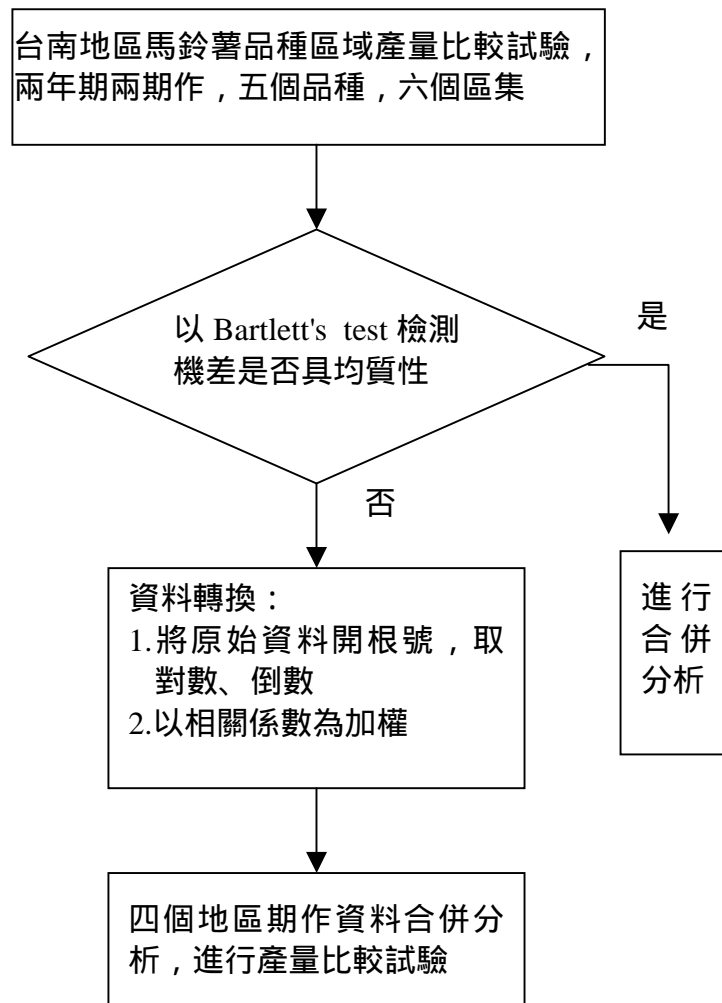 台南地區馬鈴薯品種區域產量比較試驗，
兩年期兩期作，五個品種，六個區集
以 Bartlett's test 檢測
機差是否具均質性
是
否
資料轉換：
1.將原始資料開根號，取
對數、倒數
2.以相關係數為加權
進行
合併
分析
四個地區期作資料合併分
析，進行產量比較試驗